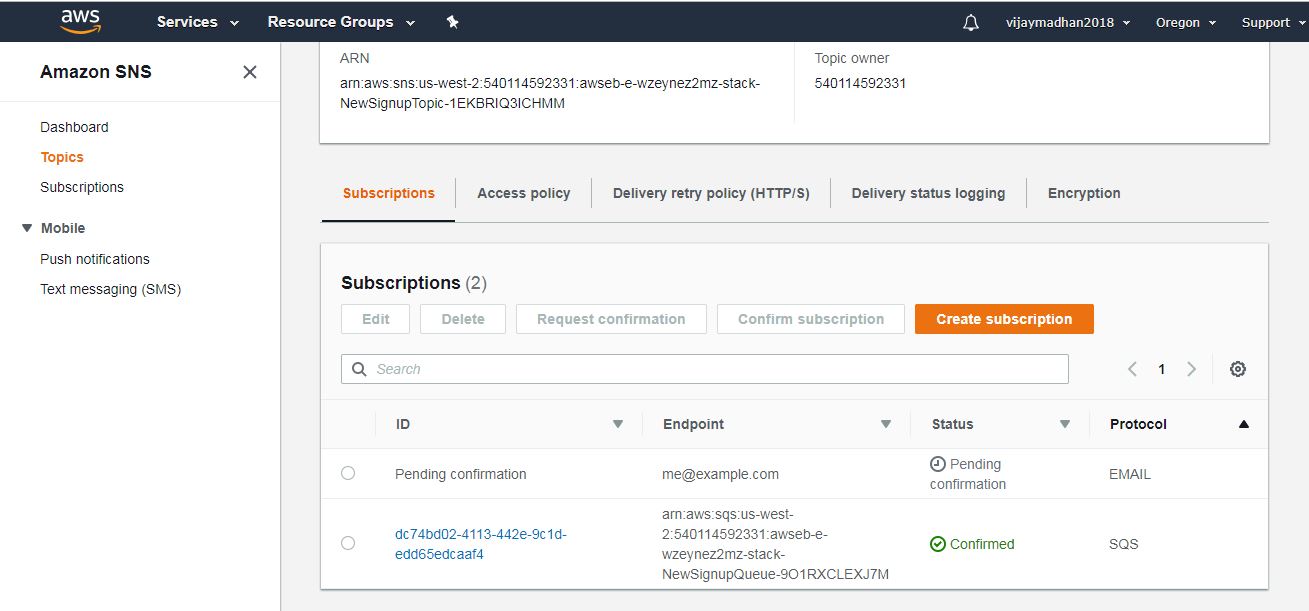 aws Services Resource Groups vijaymadhan2018 Oregon Support
Amazon SNS
Dashboard
Topics
Subscriptions
Mobile
Push notifications
Text messaging (SMS)
ARN
arn:aws:sns:us-west-2:540114592331:awseb-e-wzeynez2mz-stack-
NewSignupTopic-1EKBRIQ3ICHMM
Topic owner
540114592331
Subscriptions Access policy Delivery retry policy (HTTP/S) Delivery status logging Encryption
Subscriptions (2)
Edit Delete Request confirmation Confirm subscription Create subscription
Search
1
ID Endpoint Status Protocol
Pending confirmation
me@example.com
Pending
confirmation
EMAIL
dc74bd02-4113-442e-9c1d-
edd65edcaaf4
arn:aws:sqs:us-west-
2:540114592331:awseb-e-
wzeynez2mz-stack-
NewSignupQueue-9O1RXCLEXJ7M
Confirmed
SQS